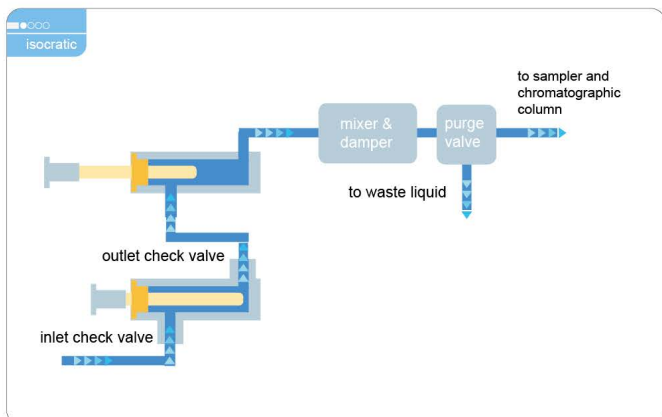 isocratic
to sampler and
chromatographic
column
mixer &
damper
purge
valve
to waste liquid
outlet check valve
inlet check valve